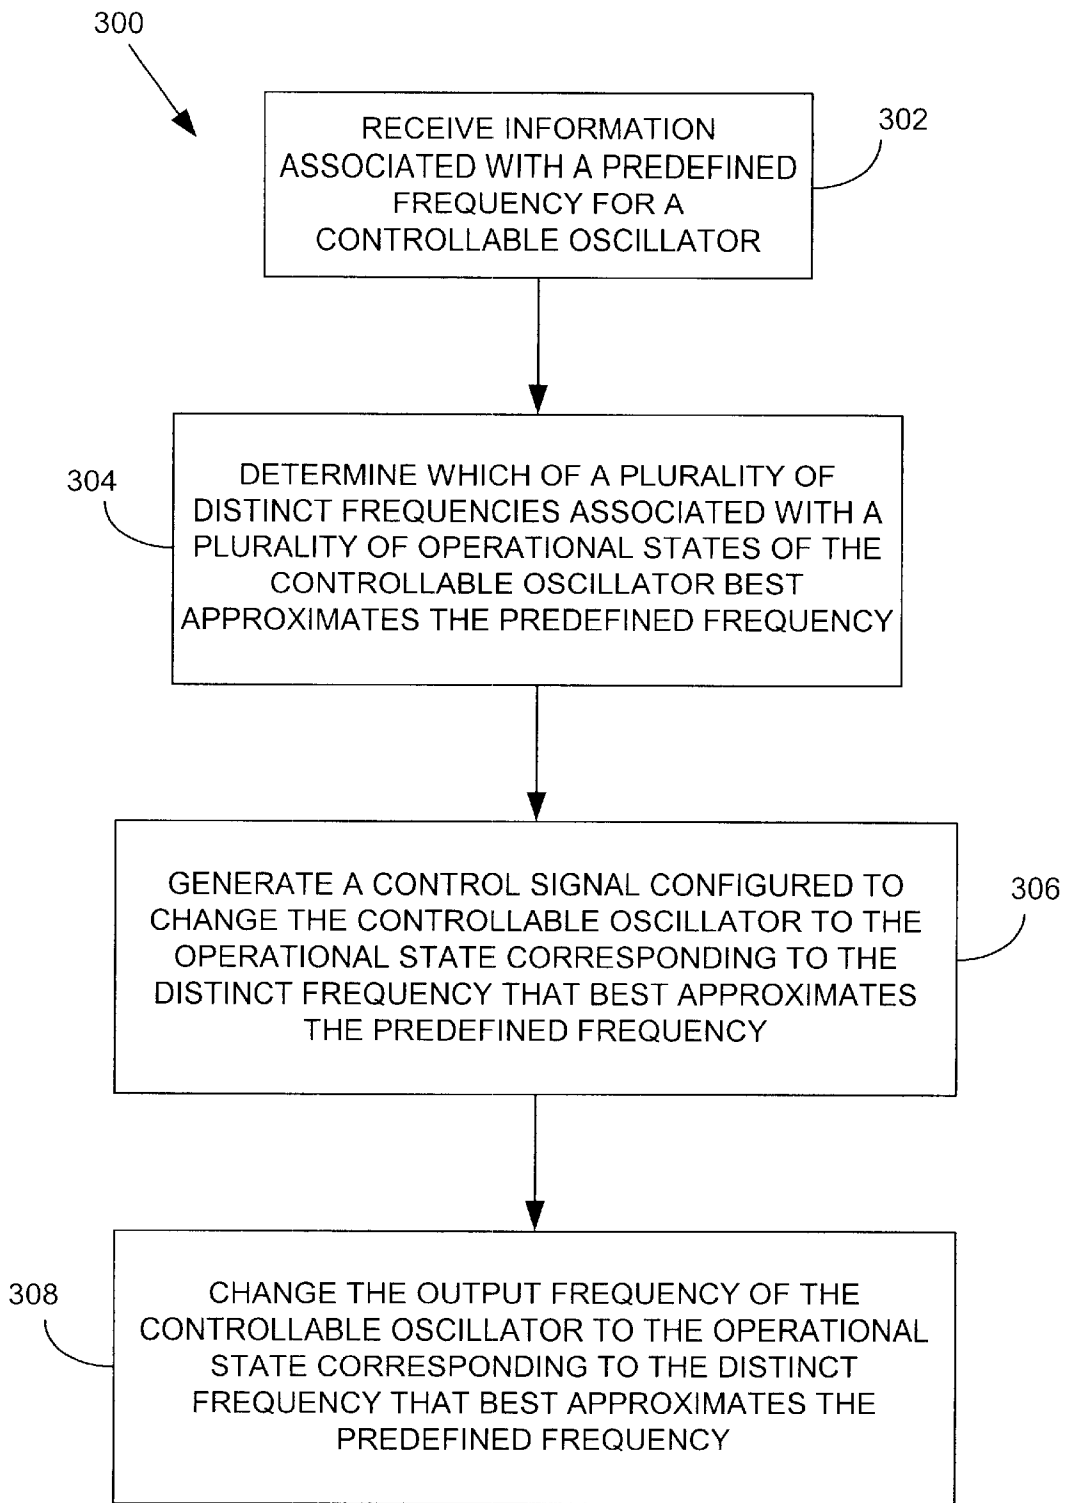 300
302
RECEIVE INFORMATION
ASSOCIATED WITH A PREDEFINED
FREQUENCY FOR A
CONTROLLABLE OSCILLATOR
304
DETERMINE WHICH OF A PLURALITY OF
DISTINCT FREQUENCIES ASSOCIATED WITH A
PLURALITY OF OPERATIONAL STATES OF THE
CONTROLLABLE OSCILLATOR BEST
APPROXIMATES THE PREDEFINED FREQUENCY
306
GENERATE A CONTROL SIGNAL CONFIGURED TO
CHANGE THE CONTROLLABLE OSCILLATOR TO THE
OPERATIONAL STATE CORRESPONDING TO THE
DISTINCT FREQUENCY THAT BEST APPROXIMATES
THE PREDEFINED FREQUENCY
308
CHANGE THE OUTPUT FREQUENCY OF THE
CONTROLLABLE OSCILLATOR TO THE OPERATIONAL
STATE CORRESPONDING TO THE DISTINCT
FREQUENCY THAT BEST APPROXIMATES THE
PREDEFINED FREQUENCY